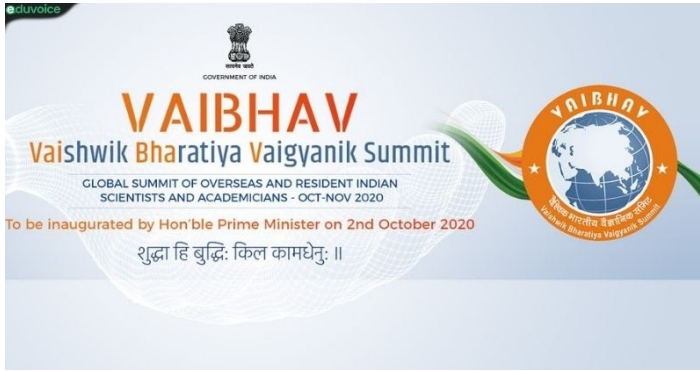 eduvoice
सत्यमेव जयते
GOVERNMENT OF INDIA
VAIBHAV
Vaishwik Bharatiya Vaigyanik Summit
GLOBAL SUMMIT OF OVERSEAS AND RESIDENT INDIAN
SCIENTISTS AND ACADEMICIANS - OCT-NOV 2020
To be inaugurated by Hon'ble Prime Minister on 2nd October 2020
शुद्धा हि बुद्धि: किल कामधेनु: ॥
VAIBHAV
वैश्विक भारतीय वैज्ञानिक समिट
Vaishwik Bharatiya Vaigyanik Summit